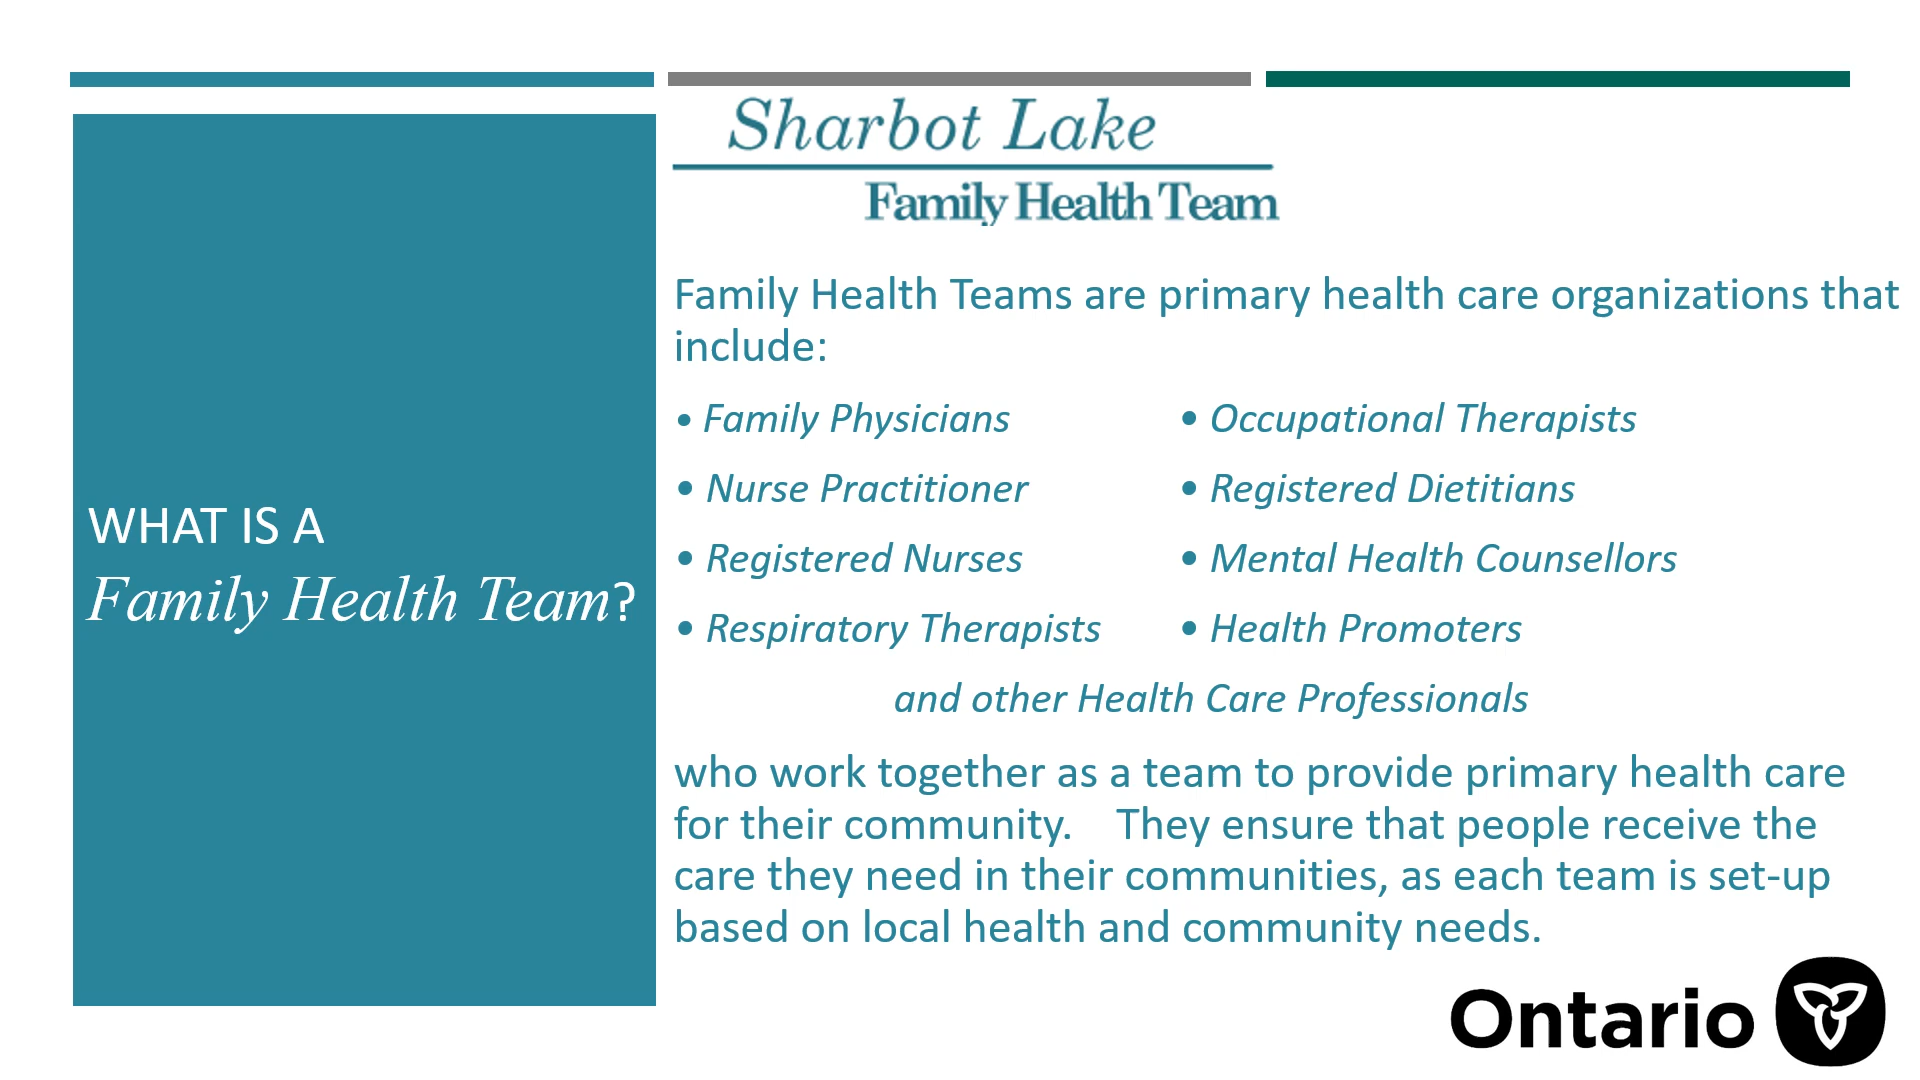 Sharbot Lake
Family Health Team
WHAT IS A
Family Health Team?
Family Health Teams are primary health care organizations that
include:
• Family Physicians
• Occupational Therapists
• Nurse Practitioner
• Registered Dietitians
• Registered Nurses
• Mental Health Counsellors
• Respiratory Therapists
• Health Promoters
and other Health Care Professionals
who work together as a team to provide primary health care
for their community. They ensure that people receive the
care they need in their communities, as each team is set-up
based on local health and community needs.
Ontario